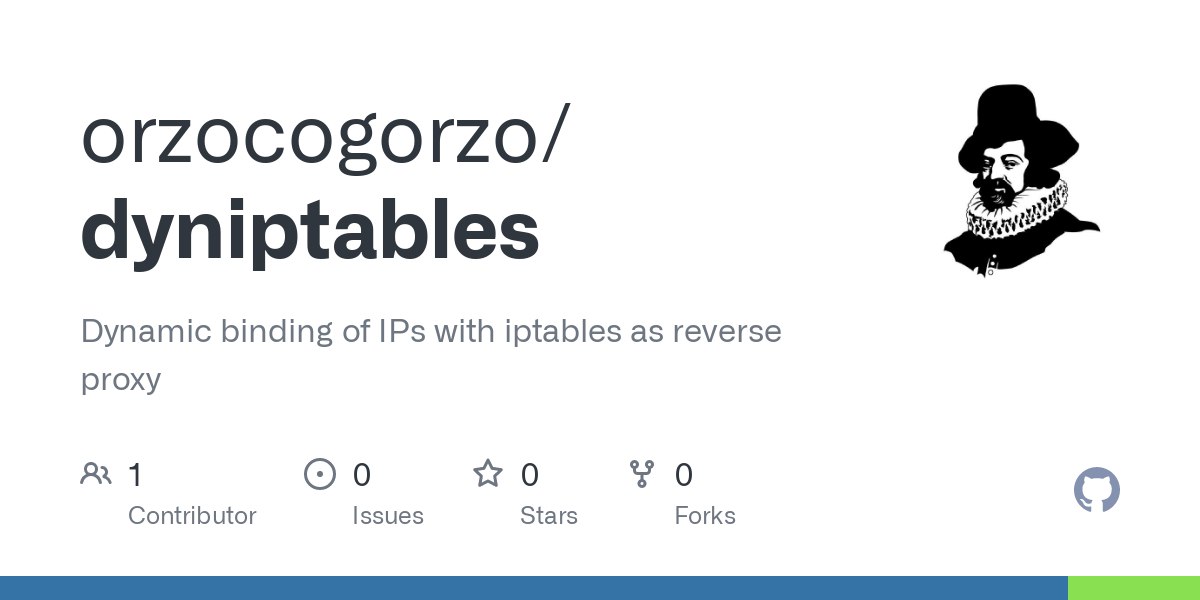 orzocogorzo/
dyniptables
Dynamic binding of IPs with iptables as reverse
proxy
1 0 0 0
Contributor Issues Stars Forks